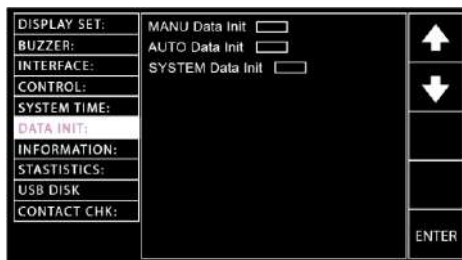 DISPLAY SET:
BUZZER:
INTERFACE:
CONTROL:
SYSTEM TIME:
DATA INIT:
INFORMATION:
STASTISTICS:
USB DISK
CONTACT CHK:
MANU Data Init
AUTO Data Init
SYSTEM Data Init
ENTER